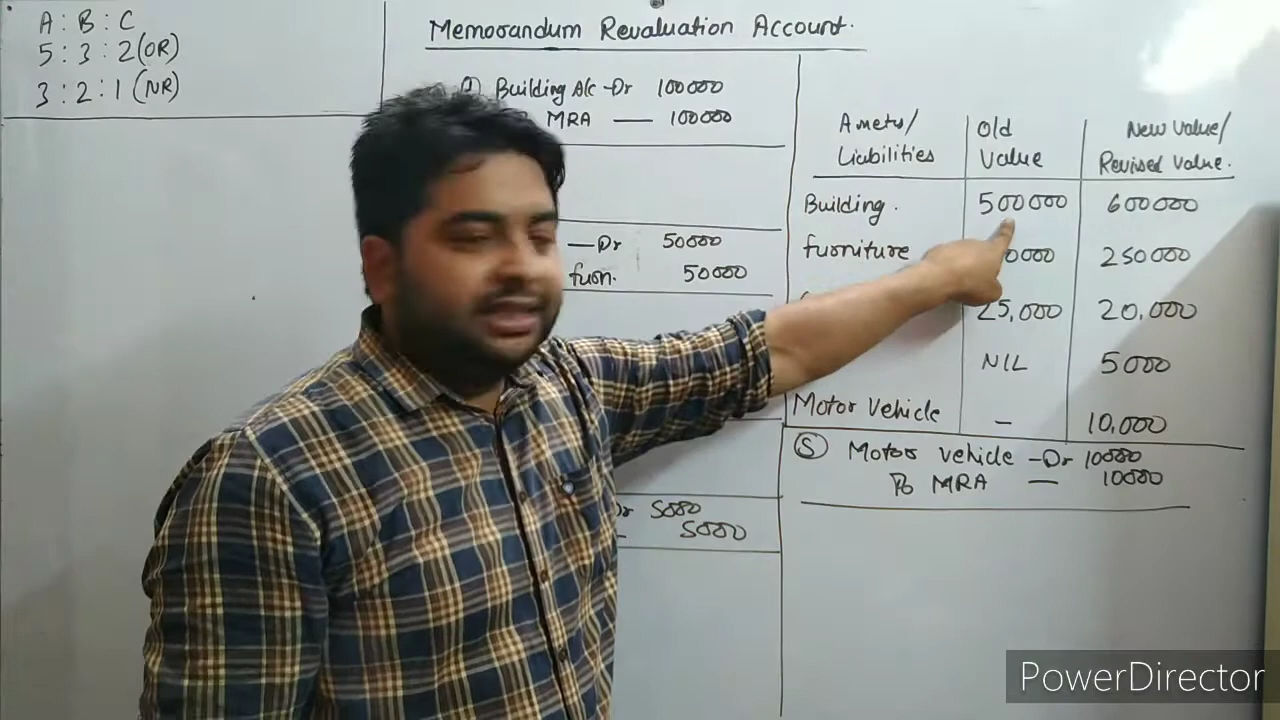 Memorandum Revaluation Account.
A : B : C
5 : 3 : 2 (OR)
3 : 2 : 1 (NR)
Building A/c -Dr 100000
MRA — 100000
—Dr 50000
furn. 50000
5000
5000
Assets/ Old New Value/
Liabilities Value Revised Value.
Building. 500000 600000
furniture 250000
25,000 20,000
NIL 5000
Motor Vehicle - 10,000
(5) Motor vehicle -Dr 10000
To MRA — 10000
PowerDirector